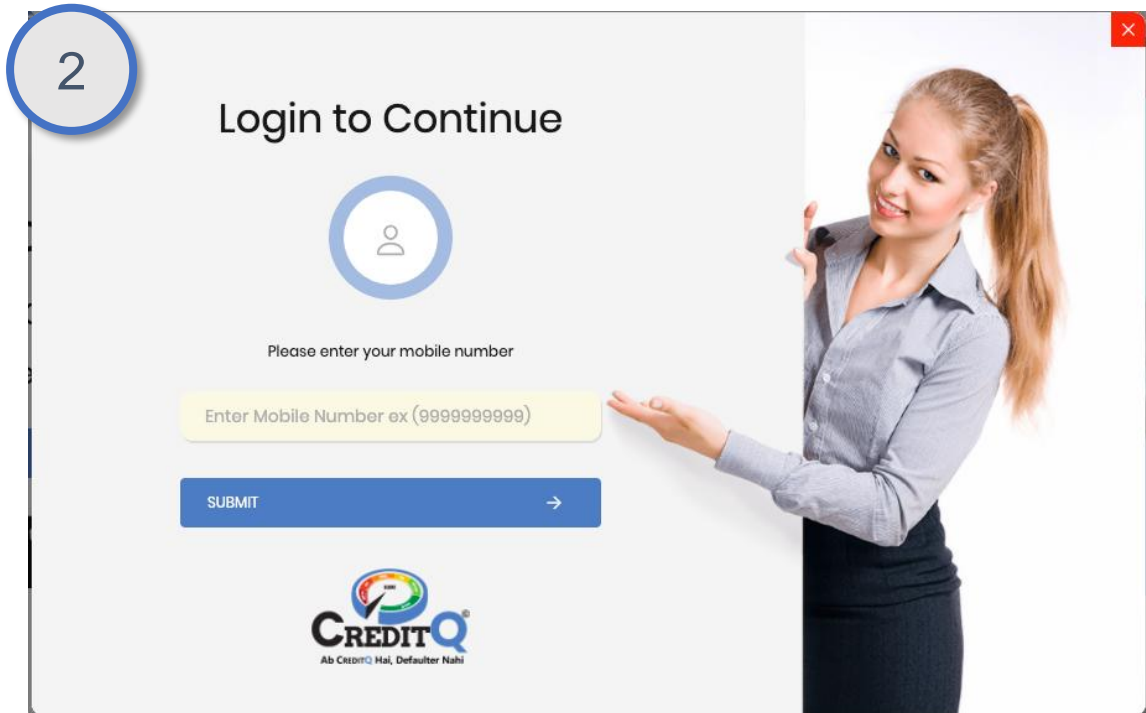 2
Login to Continue
Please enter your mobile number
Enter Mobile Number ex (9999999999)
SUBMIT
CREDITQ
Ab CREDITQ Hai, Defaulter Nahi